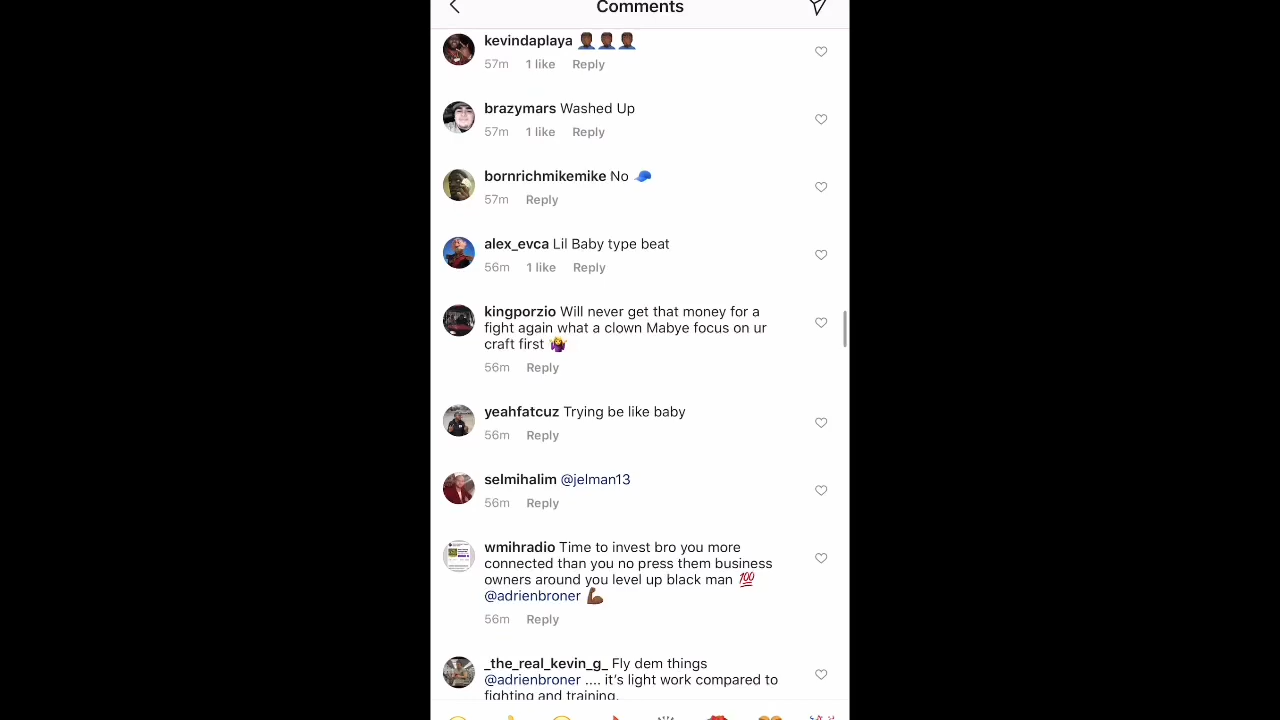 Comments
kevindaplaya 🤦🏾‍♂️🤦🏾‍♂️🤦🏾‍♂️
57m 1 like Reply
brazymars Washed Up
57m 1 like Reply
bornrichmikemike No 🧢
57m Reply
alex_evca Lil Baby type beat
56m 1 like Reply
kingporzio Will never get that money for a
fight again what a clown Mabye focus on ur
craft first 🤷‍♀️
56m Reply
yeahfatcuz Trying be like baby
56m Reply
selmihalim @jelman13
56m Reply
wmihradio Time to invest bro you more
connected than you no press them business
owners around you level up black man 💯
@adrienbroner 💪🏾
56m Reply
_the_real_kevin_g_ Fly dem things
@adrienbroner .... it's light work compared to
fighting and training.